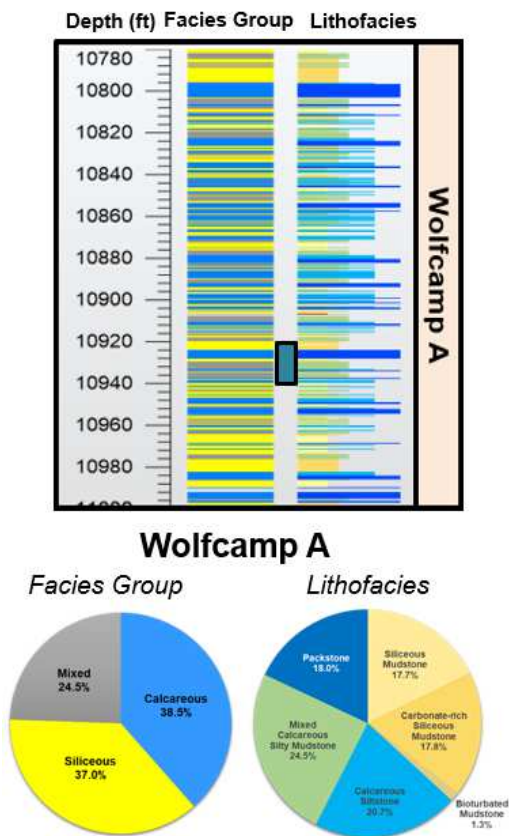 Depth (ft) Facies Group Lithofacies
10780
10800
10820
10840
10860
10880
10900
10920
10940
10960
10980
Wolfcamp A
Wolfcamp A
Facies Group Lithofacies
Mixed
24.5%
Calcareous
38.5%
Siliceous
37.0%
Packstone
18.0%
Siliceous
Mudstone
17.7%
Carbonate-rich
Siliceous
Mudstone
17.8%
Mixed
Calcareous
Silty Mudstone
24.5%
Calcareous
Siltstone
20.7%
Bioturbated
Mudstone
1.3%